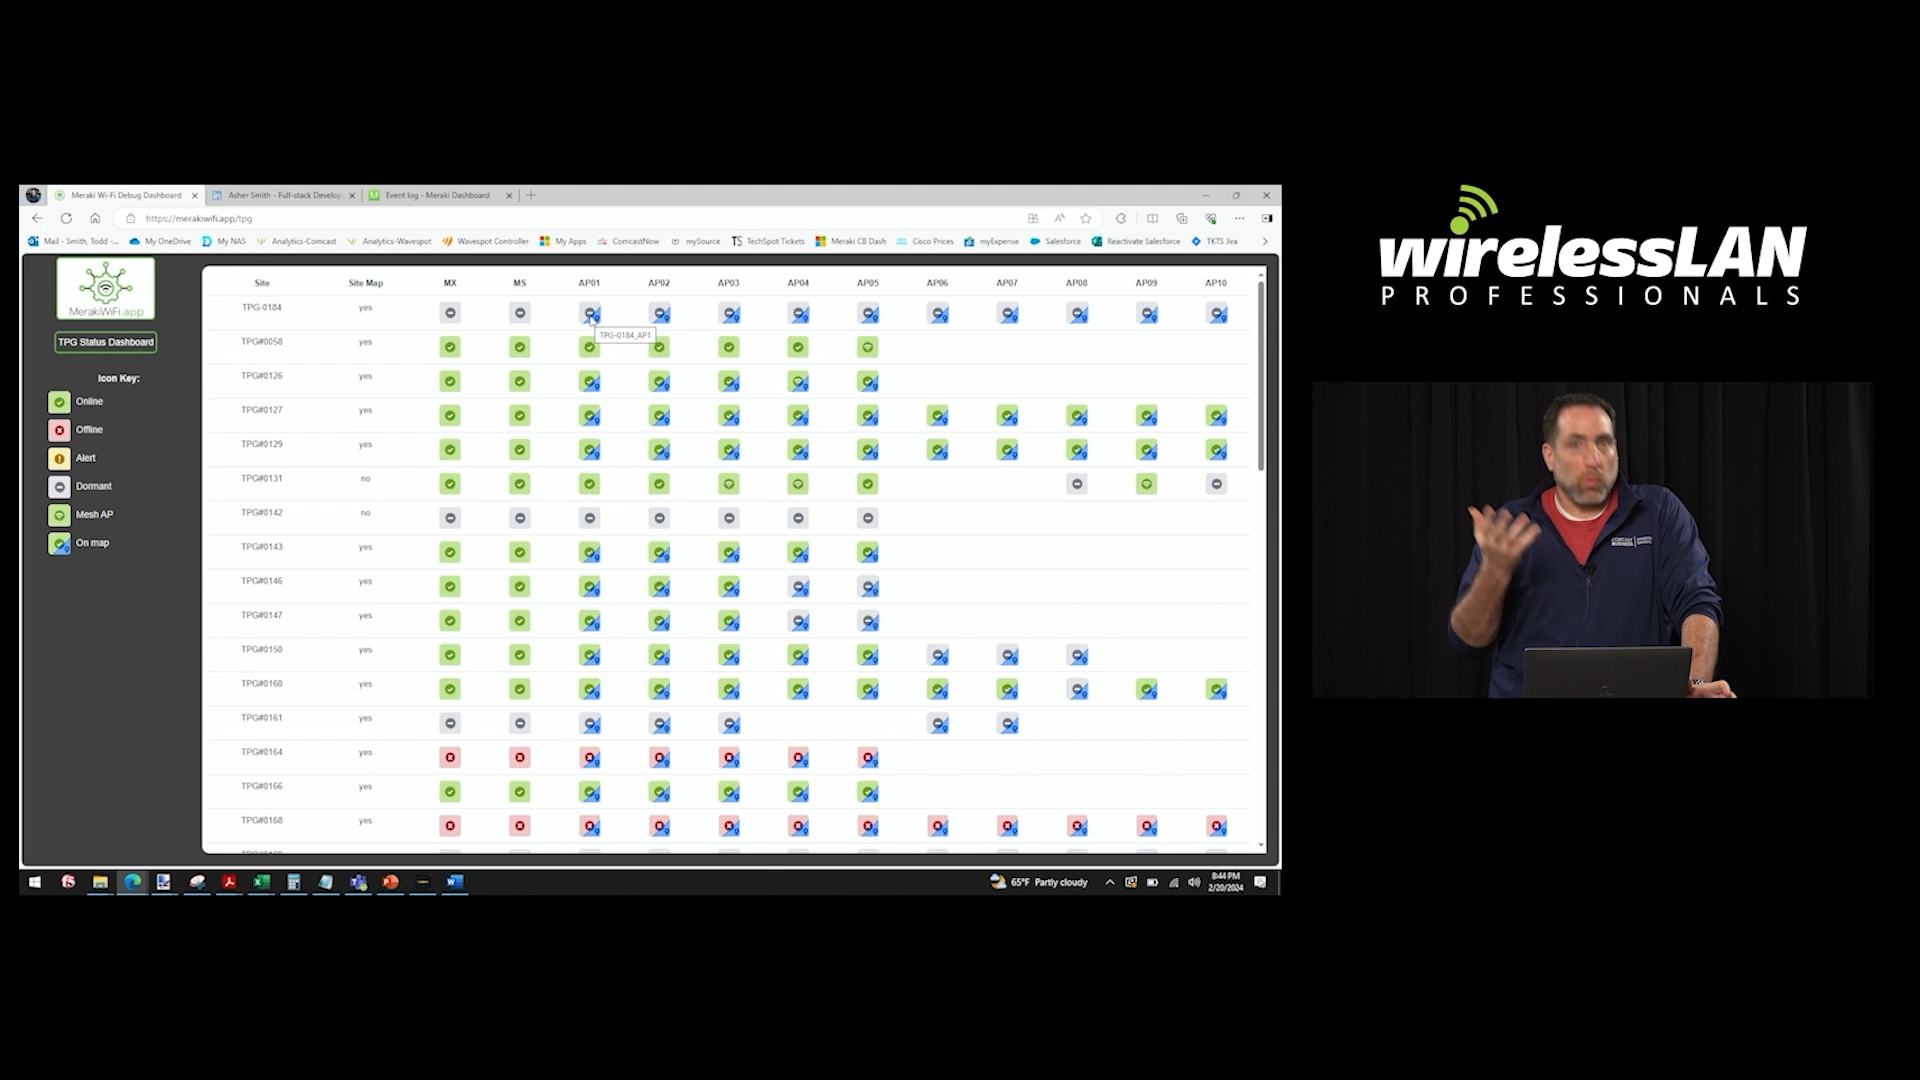 Meraki Wi-Fi Debug Dashboard
Asher Smith - Full-stack Develop
Event log - Meraki Dashboard
https://merakiwifi.app/tpg
Mail - Smith, Todd -...
My OneDrive
My NAS
Analytics-Comcast
Analytics-Wavespot
Wavespot Controller
My Apps
ComcastNow
mySource
TechSpot Tickets
Meraki CB Dash
Cisco Prices
myExpense
Salesforce
Reactivate Salesforce
TKTS Jira
MerakiWiFi.app
TPG Status Dashboard
Icon Key:
Online
Offline
Alert
Dormant
Mesh AP
On map
Site Site Map MX MS AP01 AP02 AP03 AP04 AP05 AP06 AP07 AP08 AP09 AP10
TPG-0184 yes
TPG-0184_AP1
TPG#0058 yes
TPG#0126 yes
TPG#0127 yes
TPG#0129 yes
TPG#0131 no
TPG#0142 no
TPG#0143 yes
TPG#0146 yes
TPG#0147 yes
TPG#0150 yes
TPG#0160 yes
TPG#0161 yes
TPG#0164 yes
TPG#0166 yes
TPG#0168 yes
65°F Partly cloudy
8:44 PM
2/20/2024
wirelessLAN
PROFESSIONALS
COMCAST
BUSINESS